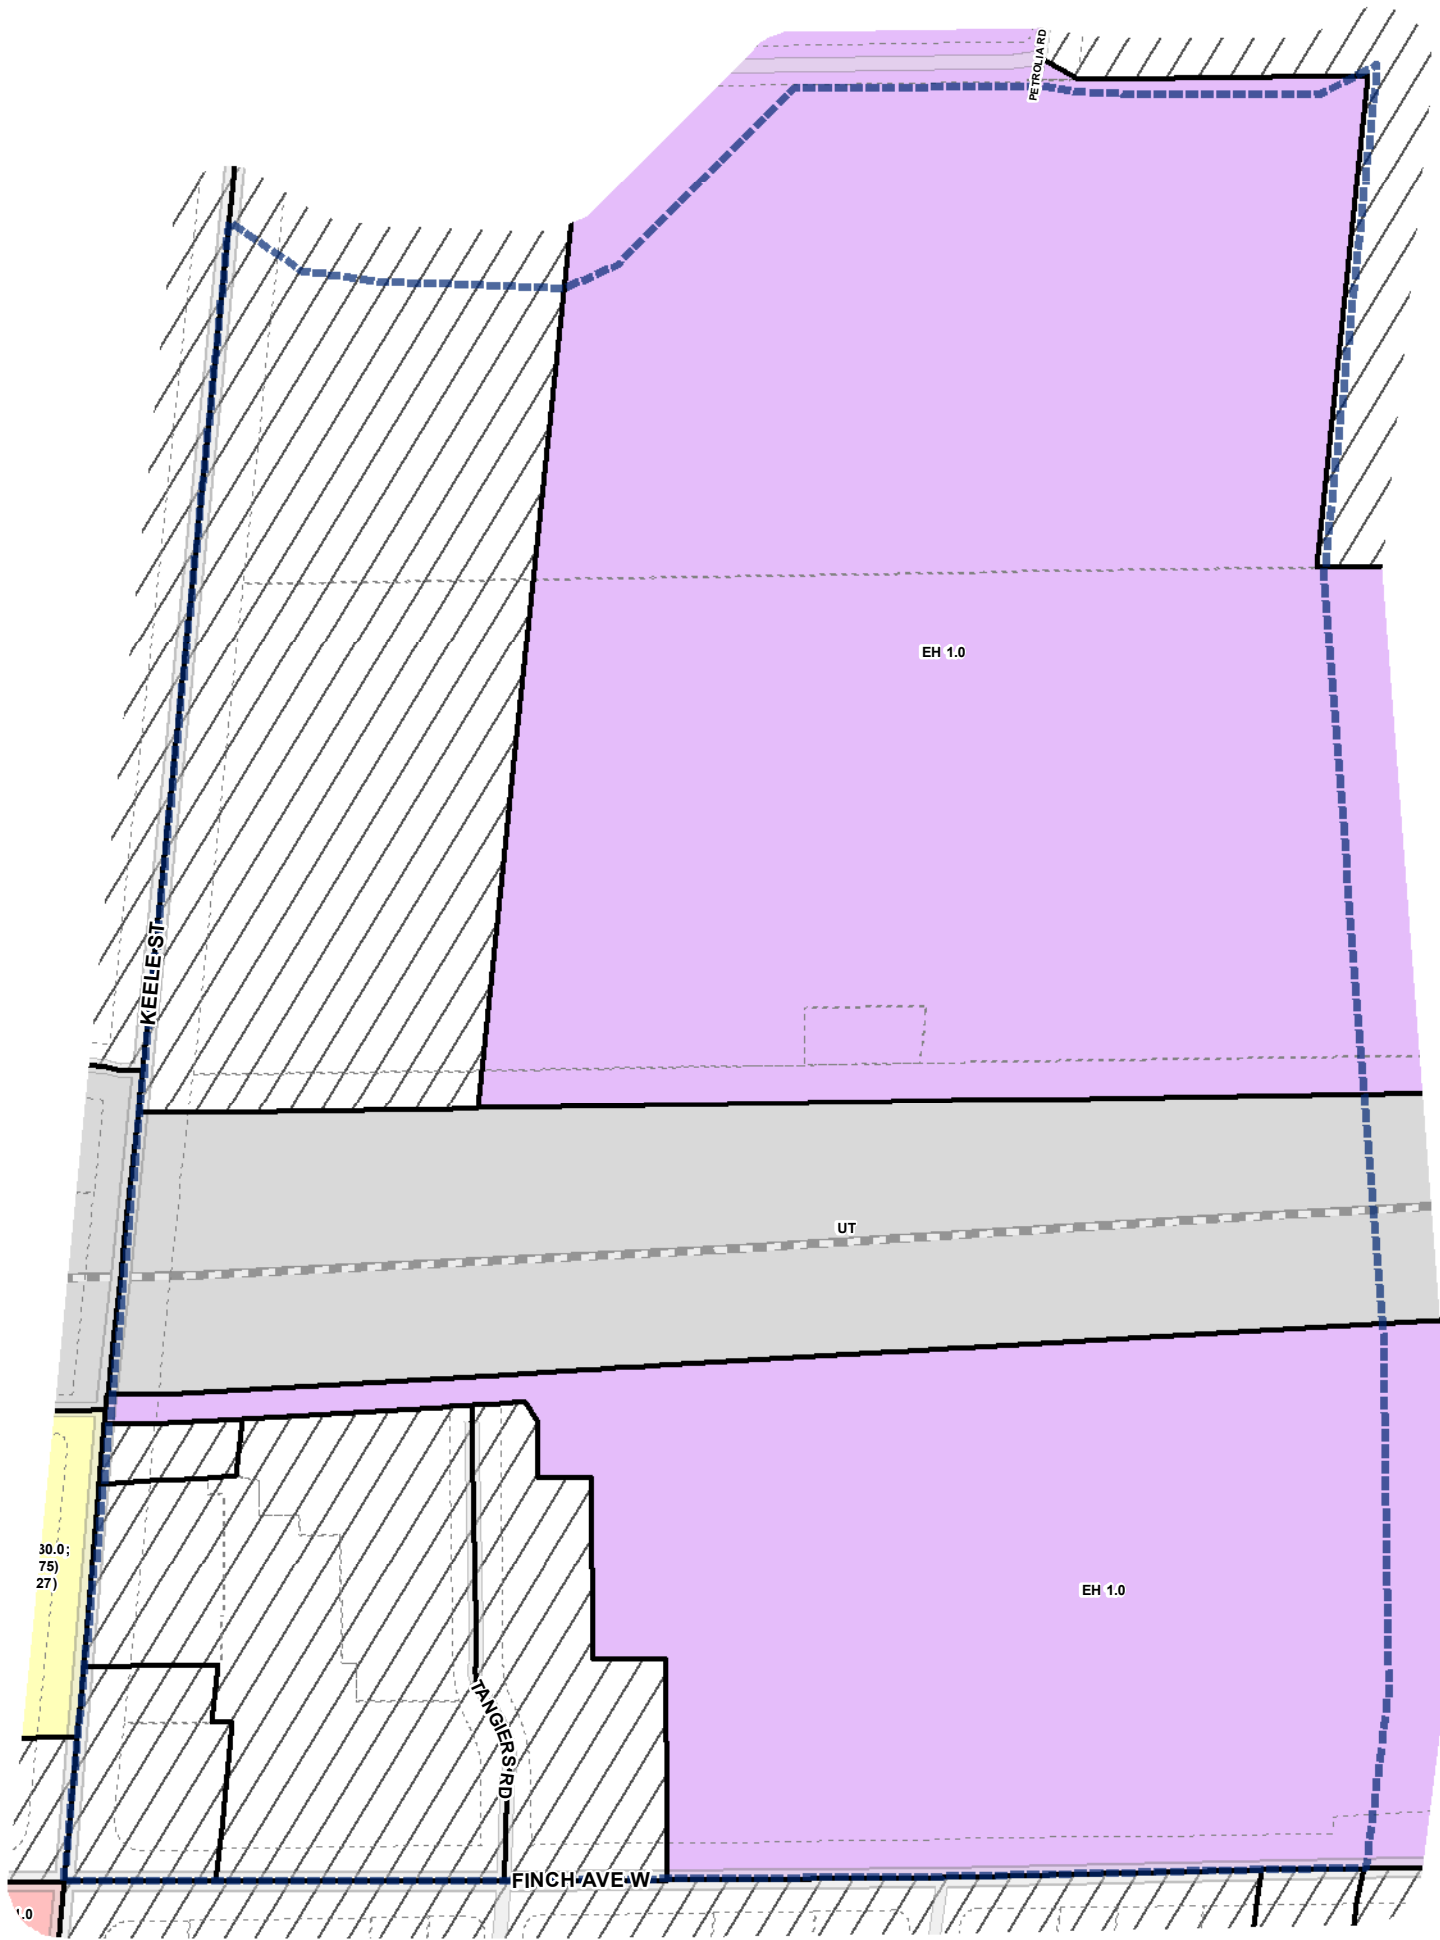 PETROLIA RD
EH 1.0
KEELE ST
UT
30.0;
75)
27)
EH 1.0
TANGIERS RD
FINCH AVE W
1.0